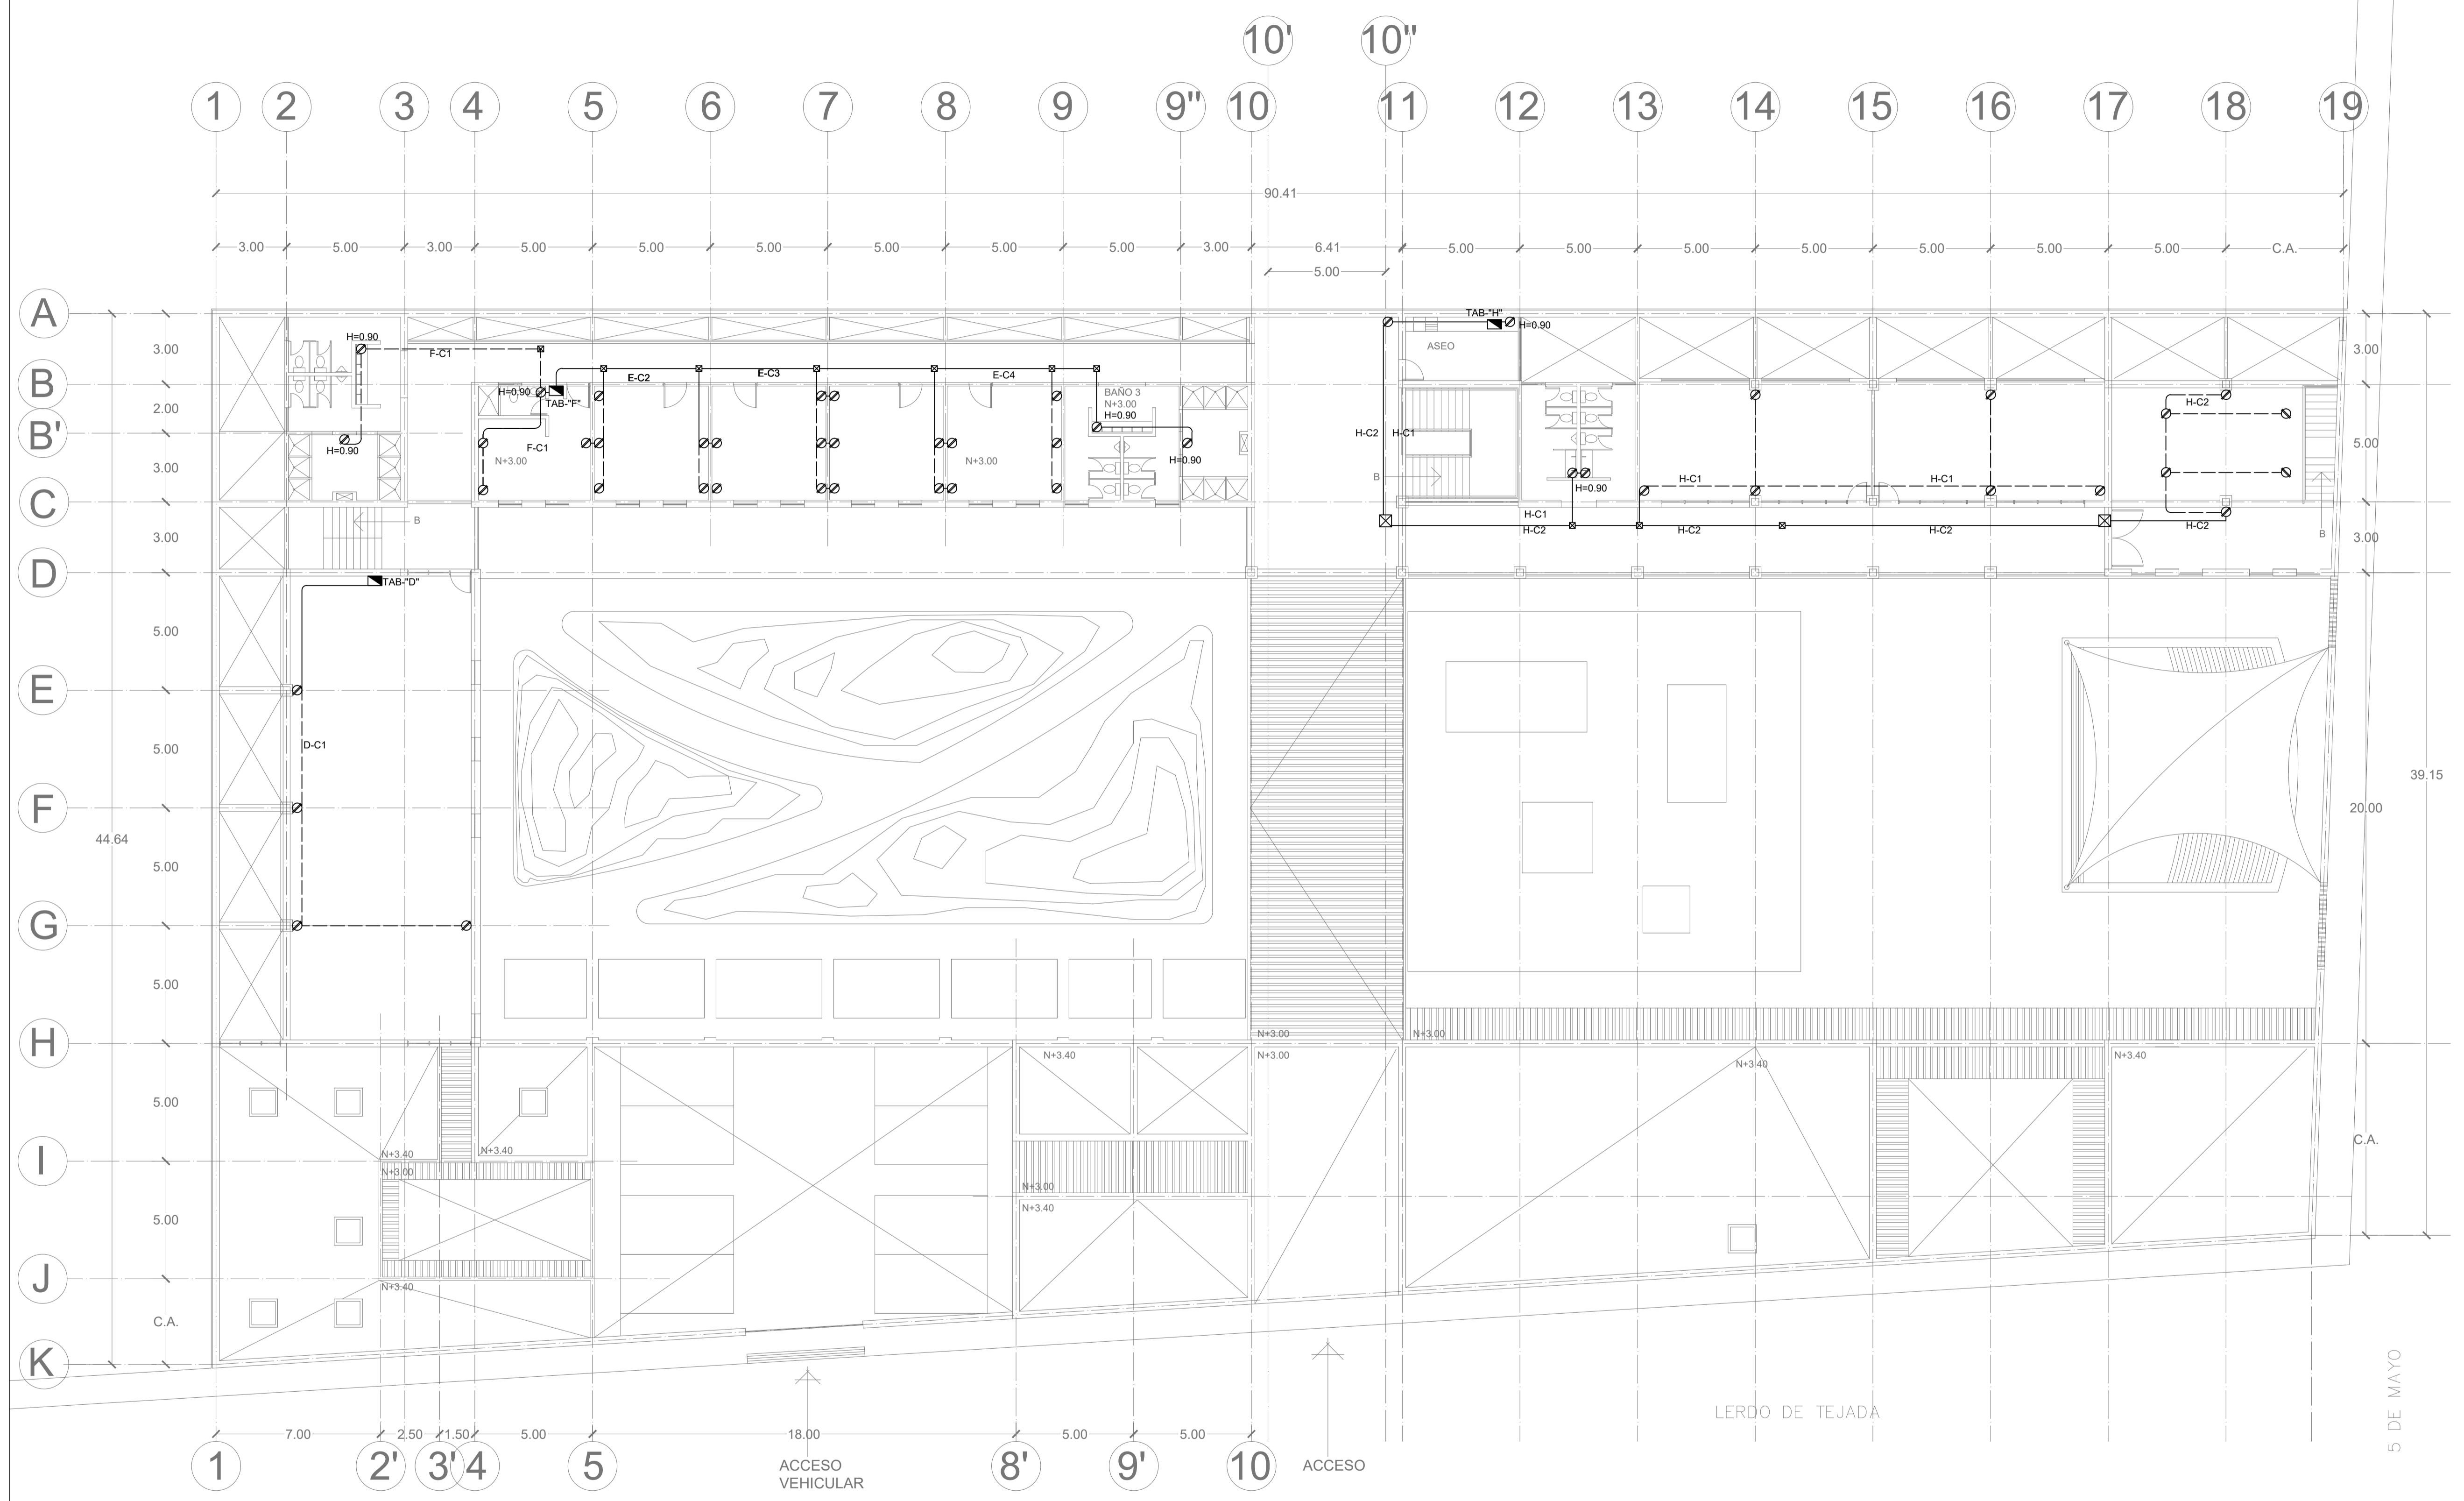 10' 10"
1 2 3 4 5 6 7 8 9 9" 10 11 12 13 14 15 16 17 18 19
90.41
3.00 5.00 3.00 5.00 5.00 5.00 5.00 5.00 5.00 3.00 6.41 5.00 5.00 5.00 5.00 5.00 5.00 5.00 C.A.
5.00
A
TAB-"H"
H=0.90
H=0.90
ASEO
3.00
F-C1
3.00
E-C2 E-C3 E-C4
B
H=0.90
TAB-"F"
BAÑO 3
N+3.00
H=0.90
H-C2
2.00
B'
H-C2 H-C1
5.00
H=0.90
F-C1
N+3.00
N+3.00
H=0.90
3.00
B
H-C1 H-C1
H=0.90
C
H-C1
B
H-C2 H-C2 H-C2 H-C2
B
3.00
3.00
D
TAB-"D"
5.00
E
D-C1
5.00
39.15
F
20.00
44.64
5.00
G
5.00
H
N+3.00 N+3.00
N+3.40 N+3.00 N+3.40 N+3.40
5.00
C.A.
N+3.40 N+3.40
I
N+3.00
N+3.00
N+3.40
5.00
J
N+3.40
C.A.
K
5 DE MAYO
LERDO DE TEJADA
7.00 2.50 1.50 5.00 18.00 5.00 5.00
1 2' 3' 4 5 8' 9' 10
ACCESO
VEHICULAR
ACCESO